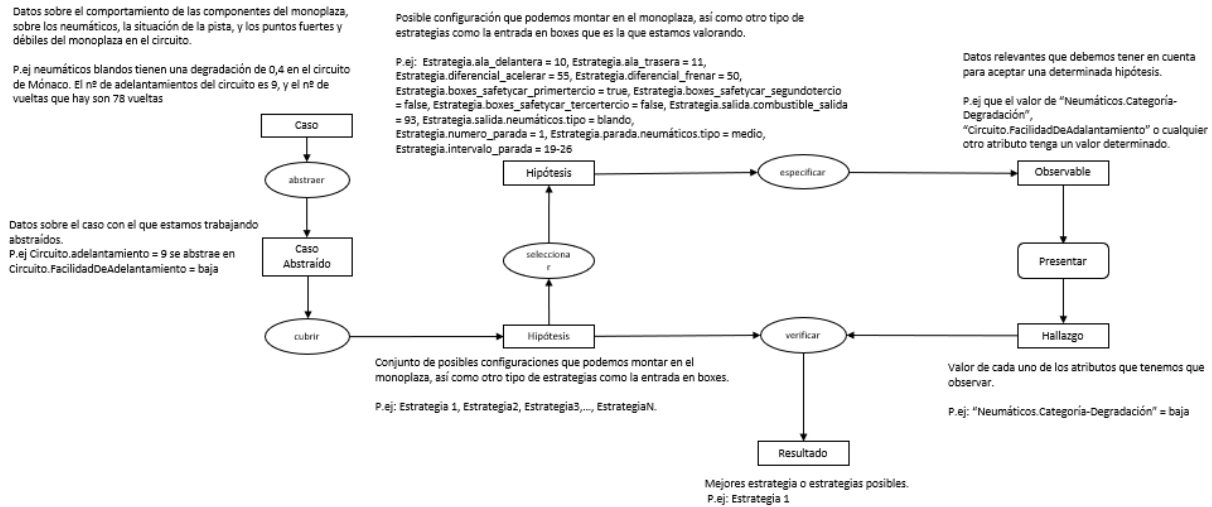 Datos sobre el comportamiento de las componentes del monoplaza,
sobre los neumáticos, la situación de la pista, y los puntos fuertes y
débiles del monoplaza en el circuito.
P.ej neumáticos blandos tienen una degradación de 0,4 en el circuito
de Mónaco. El nº de adelantamientos del circuito es 9, y el nº de
vueltas que hay son 78 vueltas
Caso
abstraer
Datos sobre el caso con el que estamos trabajando
abstraídos.
P.ej Circuito.adelantamiento = 9 se abstrae en
Circuito.FacilidadDeAdelantamiento = baja
Caso
Abstraído
cubrir
Posible configuración que podemos montar en el monoplaza, así como otro tipo de
estrategias como la entrada en boxes que es la que estamos valorando.
P.ej: Estrategia.ala_delantera = 10, Estrategia.ala_trasera = 11,
Estrategia.diferencial_acelerar = 55, Estrategia.diferencial_frenar = 50,
Estrategia.boxes_safetycar_primertercio = true, Estrategia.boxes_safetycar_segundotercio
= false, Estrategia.boxes_safetycar_tercertercio = false, Estrategia.salida.combustible_salida
= 93, Estrategia.salida.neumáticos.tipo = blando,
Estrategia.numero_parada = 1, Estrategia.parada.neumáticos.tipo = medio,
Estrategia.intervalo_parada = 19-26
Hipótesis
especificar
selecciona
r
Hipótesis
verificar
Conjunto de posibles configuraciones que podemos montar en el
monoplaza, así como otro tipo de estrategias como la entrada en boxes.
P.ej: Estrategia 1, Estrategia2, Estrategia3,..., EstrategiaN.
Datos relevantes que debemos tener en cuenta
para aceptar una determinada hipótesis.
P.ej que el valor de “Neumáticos.Categoría-
Degradación”,
“Circuito.FacilidadDeAdalantamiento” o cualquier
otro atributo tenga un valor determinado.
Observable
Presentar
Hallazgo
Valor de cada uno de los atributos que tenemos que
observar.
P.ej: “Neumáticos.Categoría-Degradación” = baja
Resultado
Mejores estrategia o estrategias posibles.
P.ej: Estrategia 1